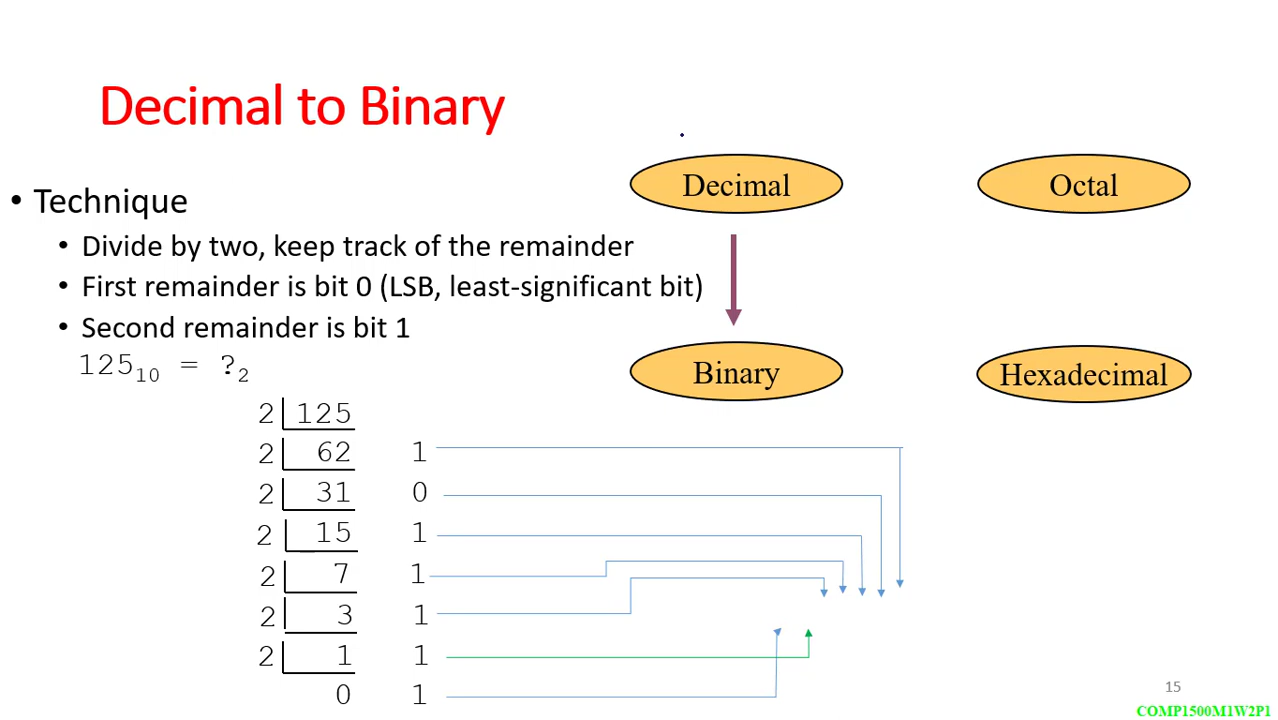 Decimal to Binary
• Technique
• Divide by two, keep track of the remainder
• First remainder is bit 0 (LSB, least-significant bit)
• Second remainder is bit 1
125₁₀ = ?₂
2 125
2 62 1
2 31 0
2 15 1
2 7 1
2 3 1
2 1 1
0 1
Decimal
Octal
Binary
Hexadecimal
15
COMP1500M1W2P1